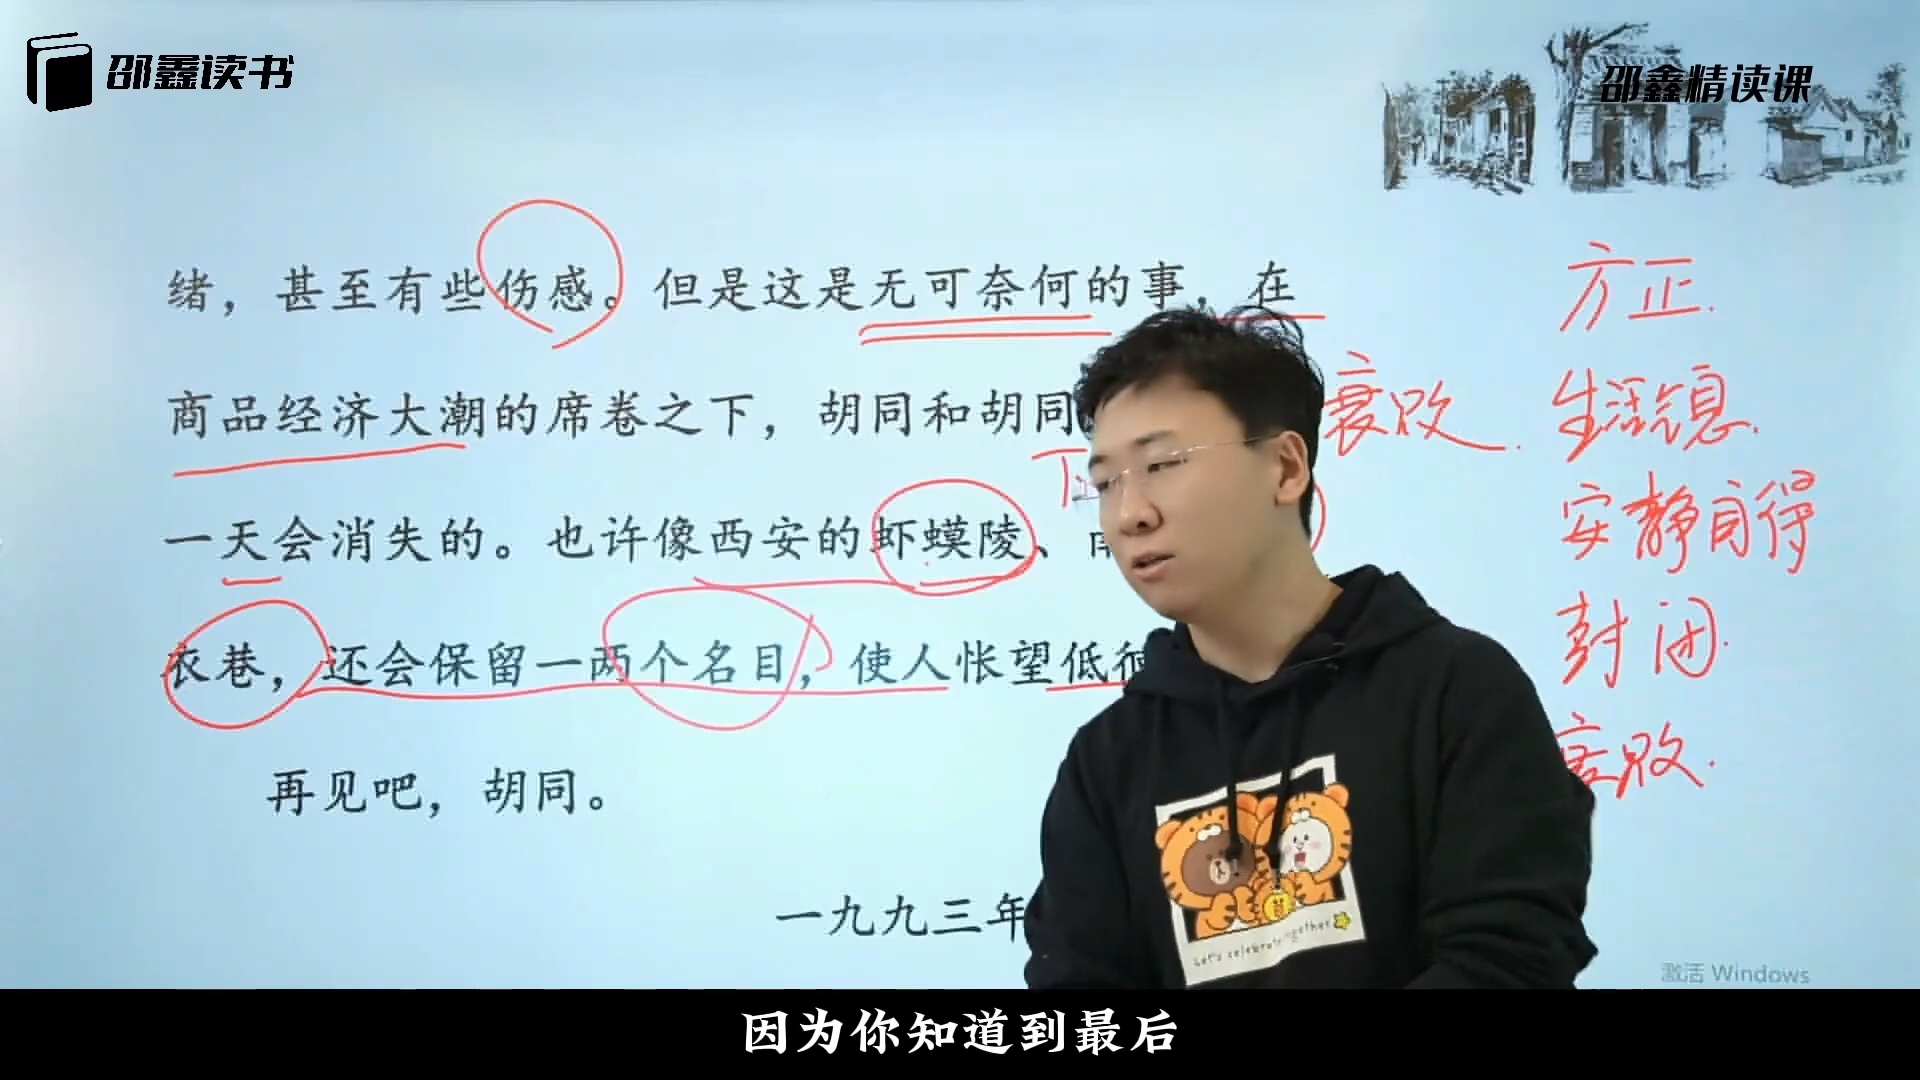 邵鑫读书
邵鑫精读课
绪，甚至有些伤感。但是这是无可奈何的事，在
商品经济大潮的席卷之下，胡同和胡同
一天会消失的。也许像西安的虾蟆陵、
衣巷，还会保留一两个名目，使人怅望低徊
再见吧，胡同。
一九九三年
方正.
衰败.
生活气息.
安静自得
封闭.
衰败.
激活 Windows
因为你知道到最后
Let's celebrate together